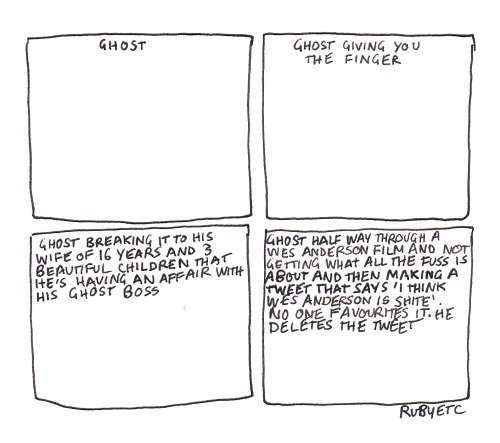 GHOST
GHOST GIVING YOU
THE FINGER
GHOST BREAKING IT TO HIS
WIFE OF 16 YEARS AND 3
BEAUTIFUL CHILDREN THAT
HE'S HAVING AN AFFAIR WITH
HIS GHOST BOSS
GHOST HALF WAY THROUGH A
WES ANDERSON FILM AND NOT
GETTING WHAT ALL THE FUSS IS
ABOUT AND THEN MAKING A
TWEET THAT SAYS 'I THINK
WES ANDERSON IS SHITE'.
NO ONE FAVOURITES IT. HE
DELETES THE TWEET
RUBYETC